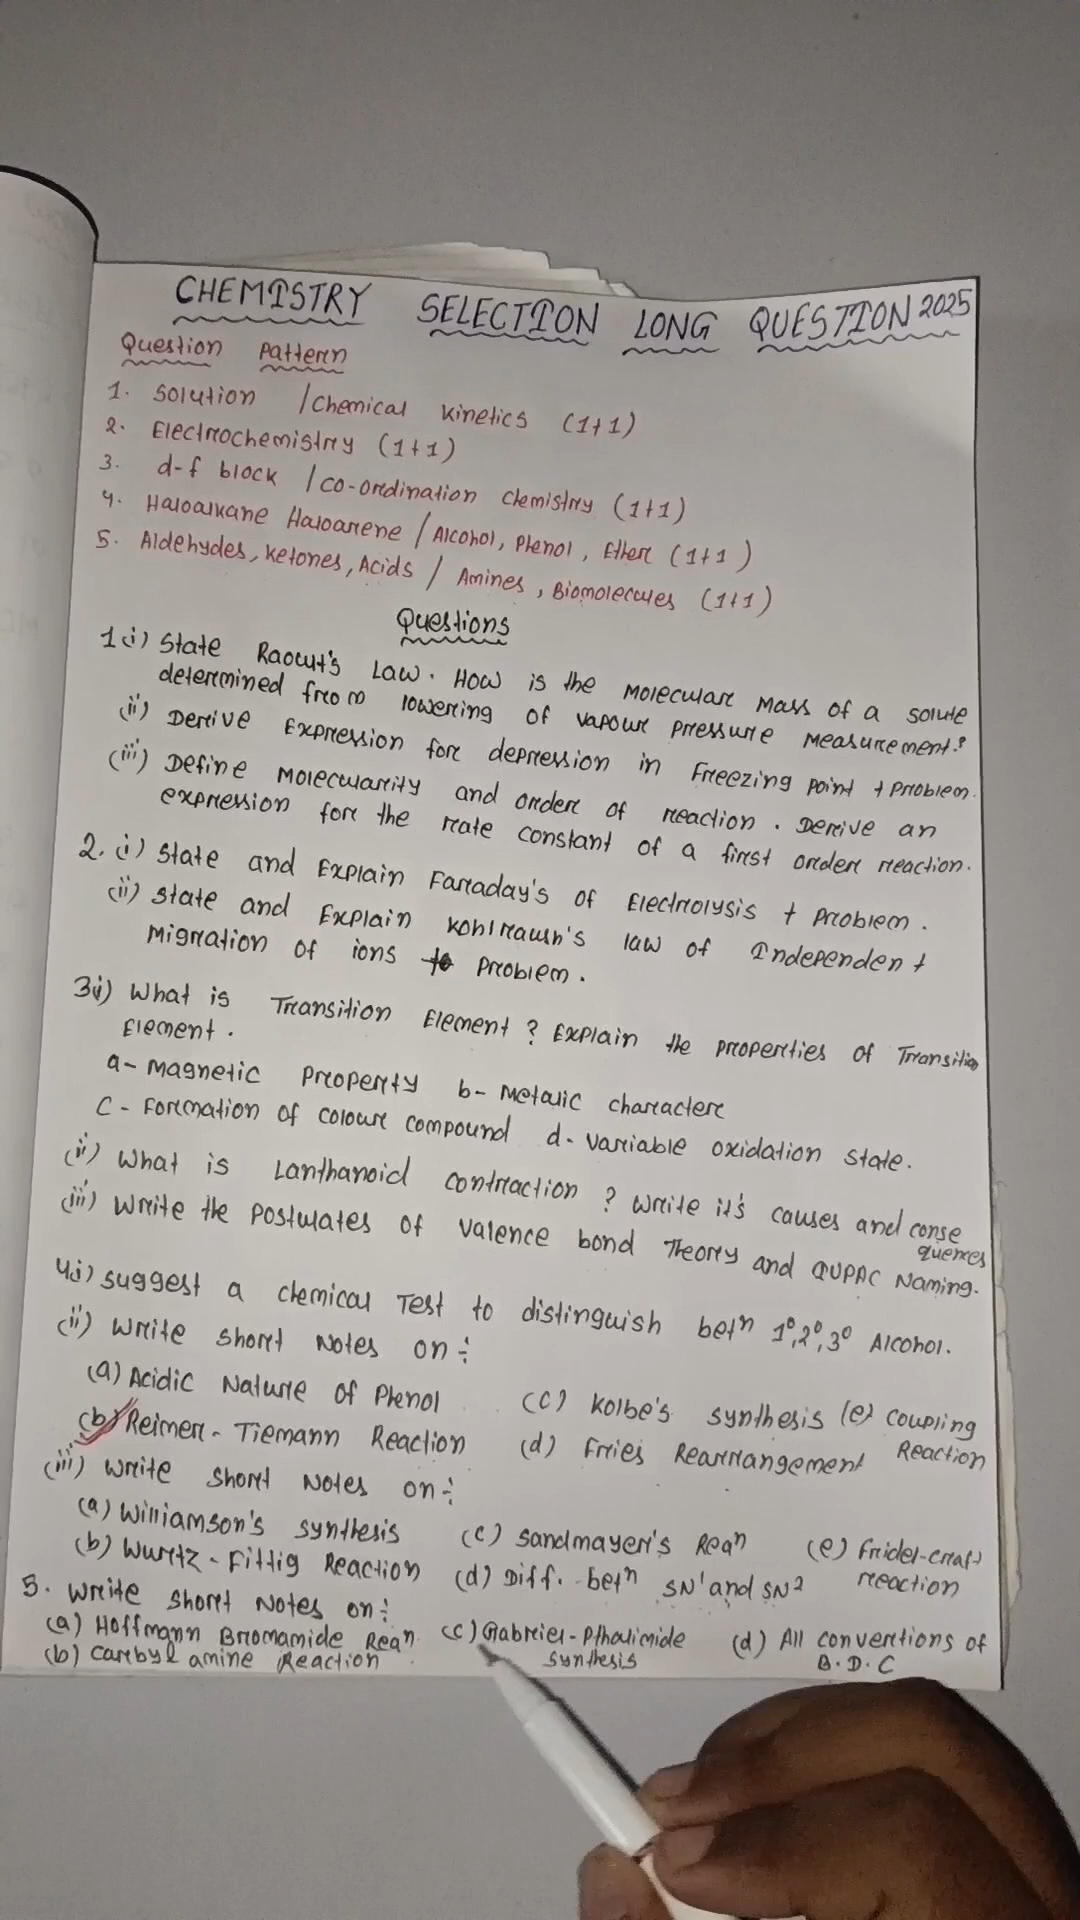 CHEMISTRY SELECTION LONG QUESTION 2025
Question Pattern
1. Solution / Chemical Kinetics (1+1)
2. Electrochemistry (1+1)
3. d-f block / co-ordination Chemistry (1+1)
4. Haloalkane Haloarene / Alcohol, Phenol, Ether (1+1)
5. Aldehydes, Ketones, Acids / Amines, Biomolecules (1+1)
Questions
1(i) State Raoult's Law. How is the Molecular Mass of a solute
determined from lowering of vapour pressure measurement?
(ii) Derive Expression for depression in Freezing point + Problem.
(iii) Define Molecularity and order of reaction. Derive an
expression for the rate constant of a first order reaction.
2. (i) State and Explain Faraday's of Electrolysis + Problem.
(ii) State and Explain Kohlraush's law of Independent
Migration of ions + Problem.
3(i) What is Transition Element? Explain the properties of Transition
Element.
a- Magnetic Property b- Metalic character
C- Formation of colour compound d- variable oxidation state.
(ii) What is Lanthanoid contraction? Write it's causes and conse
quences
(iii) Write the Postulates of valence bond Theory and IUPAC Naming.
4(i) Suggest a chemical Test to distinguish betn 1°,2°,3° Alcohol.
(ii) Write Short Notes on :-
(a) Acidic Nature of Phenol (c) Kolbe's synthesis (e) coupling
Reaction
(b) Reimer-Tiemann Reaction (d) Fries Rearrangement
(iii) Write Short Notes on :-
(a) Williamson's synthesis (c) Sandmayer's Rean (e) Fridel-craft
reaction
(b) Wurtz-Fittig Reaction (d) Diff. betn SN1 and SN2
5. Write Short Notes on :-
(a) Hoffmann Bromamide Rean. (c) Gabriel-Pthalimide (d) All convertions of
synthesis B.D.C
(b) Carbyl amine Reaction